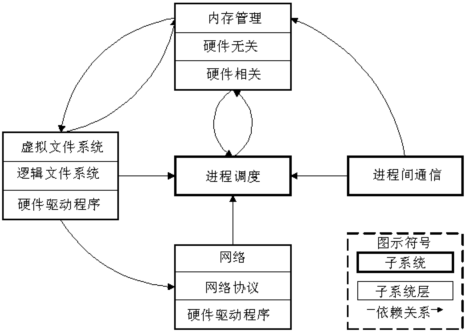 内存管理
硬件无关
硬件相关
虚拟文件系统
逻辑文件系统
硬件驱动程序
进程调度
进程间通信
网络
网络协议
硬件驱动程序
图示符号
子系统
子系统层
依赖关系